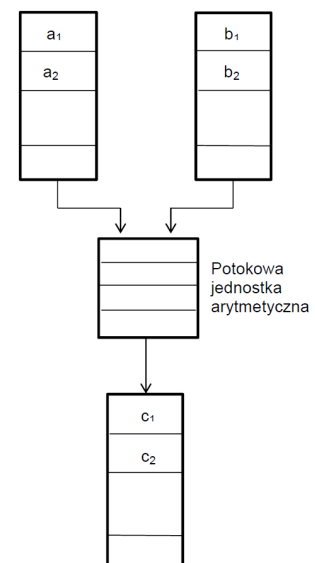 a₁
b₁
a₂
b₂
Potokowa
jednostka
arytmetyczna
c₁
c₂